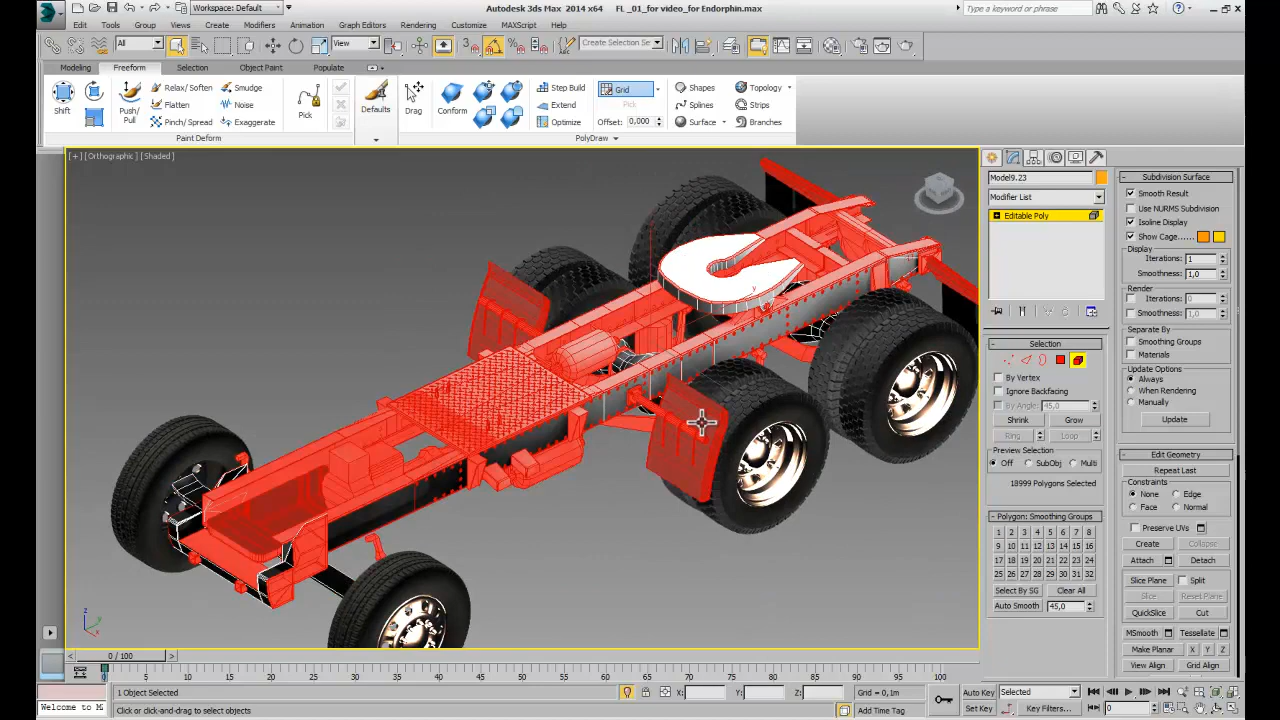 Workspace: Default
Autodesk 3ds Max 2014 x64 FL _01_for video_for Endorphin.max
Type a keyword or phrase
Edit Tools Group Views Create Modifiers Animation Graph Editors Rendering Customize MAXScript Help
All View Create Selection Se
Modeling Freeform Selection Object Paint Populate
Shift Push/Pull Relax/Soften Flatten Pinch/Spread Smudge Noise Exaggerate
Pick Defaults Drag Conform
Step Build Extend Optimize
Grid Pick Offset: 0,000
Shapes Splines Surface
Topology Strips Branches
Paint Deform PolyDraw
[+] [Orthographic] [Shaded]
Model9.23
Modifier List
Editable Poly
Selection
By Vertex
Ignore Backfacing
By Angle: 45,0
Shrink Grow
Ring Loop
Preview Selection
Off SubObj Multi
18999 Polygons Selected
Polygon: Smoothing Groups
1 2 3 4 5 6 7 8
9 10 11 12 13 14 15 16
17 18 19 20 21 22 23 24
25 26 27 28 29 30 31 32
Select By SG Clear All
Auto Smooth 45,0
Subdivision Surface
Smooth Result
Use NURMS Subdivision
Isoline Display
Show Cage......
Display
Iterations: 1
Smoothness: 1,0
Render
Iterations: 0
Smoothness: 1,0
Separate By
Smoothing Groups
Materials
Update Options
Always
When Rendering
Manually
Update
Edit Geometry
Repeat Last
Constraints
None Edge
Face Normal
Preserve UVs
Create Collapse
Attach Detach
Slice Plane Split
Slice Reset Plane
QuickSlice Cut
MSmooth Tessellate
Make Planar X Y Z
View Align Grid Align
z
x
0 / 100
0 5 10 15 20 25 30 35 40 45 50 55 60 65 70 75 80 85 90 95 100
1 Object Selected X: Y: Z: Grid = 0,1m Auto Key Selected
Welcome to M Click or click-and-drag to select objects Add Time Tag Set Key Key Filters... 0